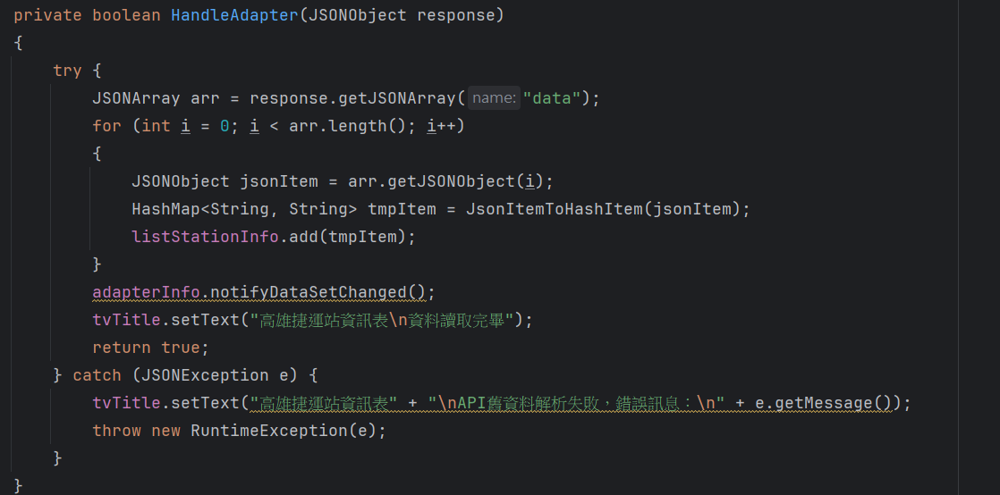 private boolean HandleAdapter(JSONObject response)
{
    try {
        JSONArray arr = response.getJSONArray( name: "data");
        for (int i = 0; i < arr.length(); i++)
        {
            JSONObject jsonItem = arr.getJSONObject(i);
            HashMap<String, String> tmpItem = JsonItemToHashItem(jsonItem);
            listStationInfo.add(tmpItem);
        }
        adapterInfo.notifyDataSetChanged();
        tvTitle.setText("高雄捷運站資訊表\n資料讀取完畢");
        return true;
    } catch (JSONException e) {
        tvTitle.setText("高雄捷運站資訊表" + "\nAPI舊資料解析失敗，錯誤訊息：\n" + e.getMessage());
        throw new RuntimeException(e);
    }
}